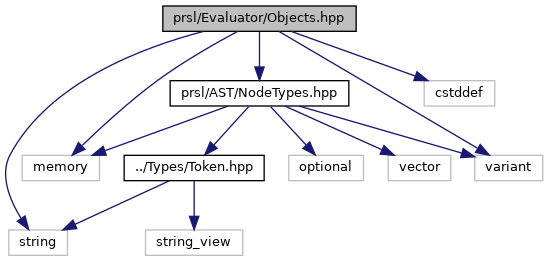 prsl/Evaluator/Objects.hpp
prsl/AST/NodeTypes.hpp
cstddef
memory
../Types/Token.hpp
optional
vector
variant
string
string_view